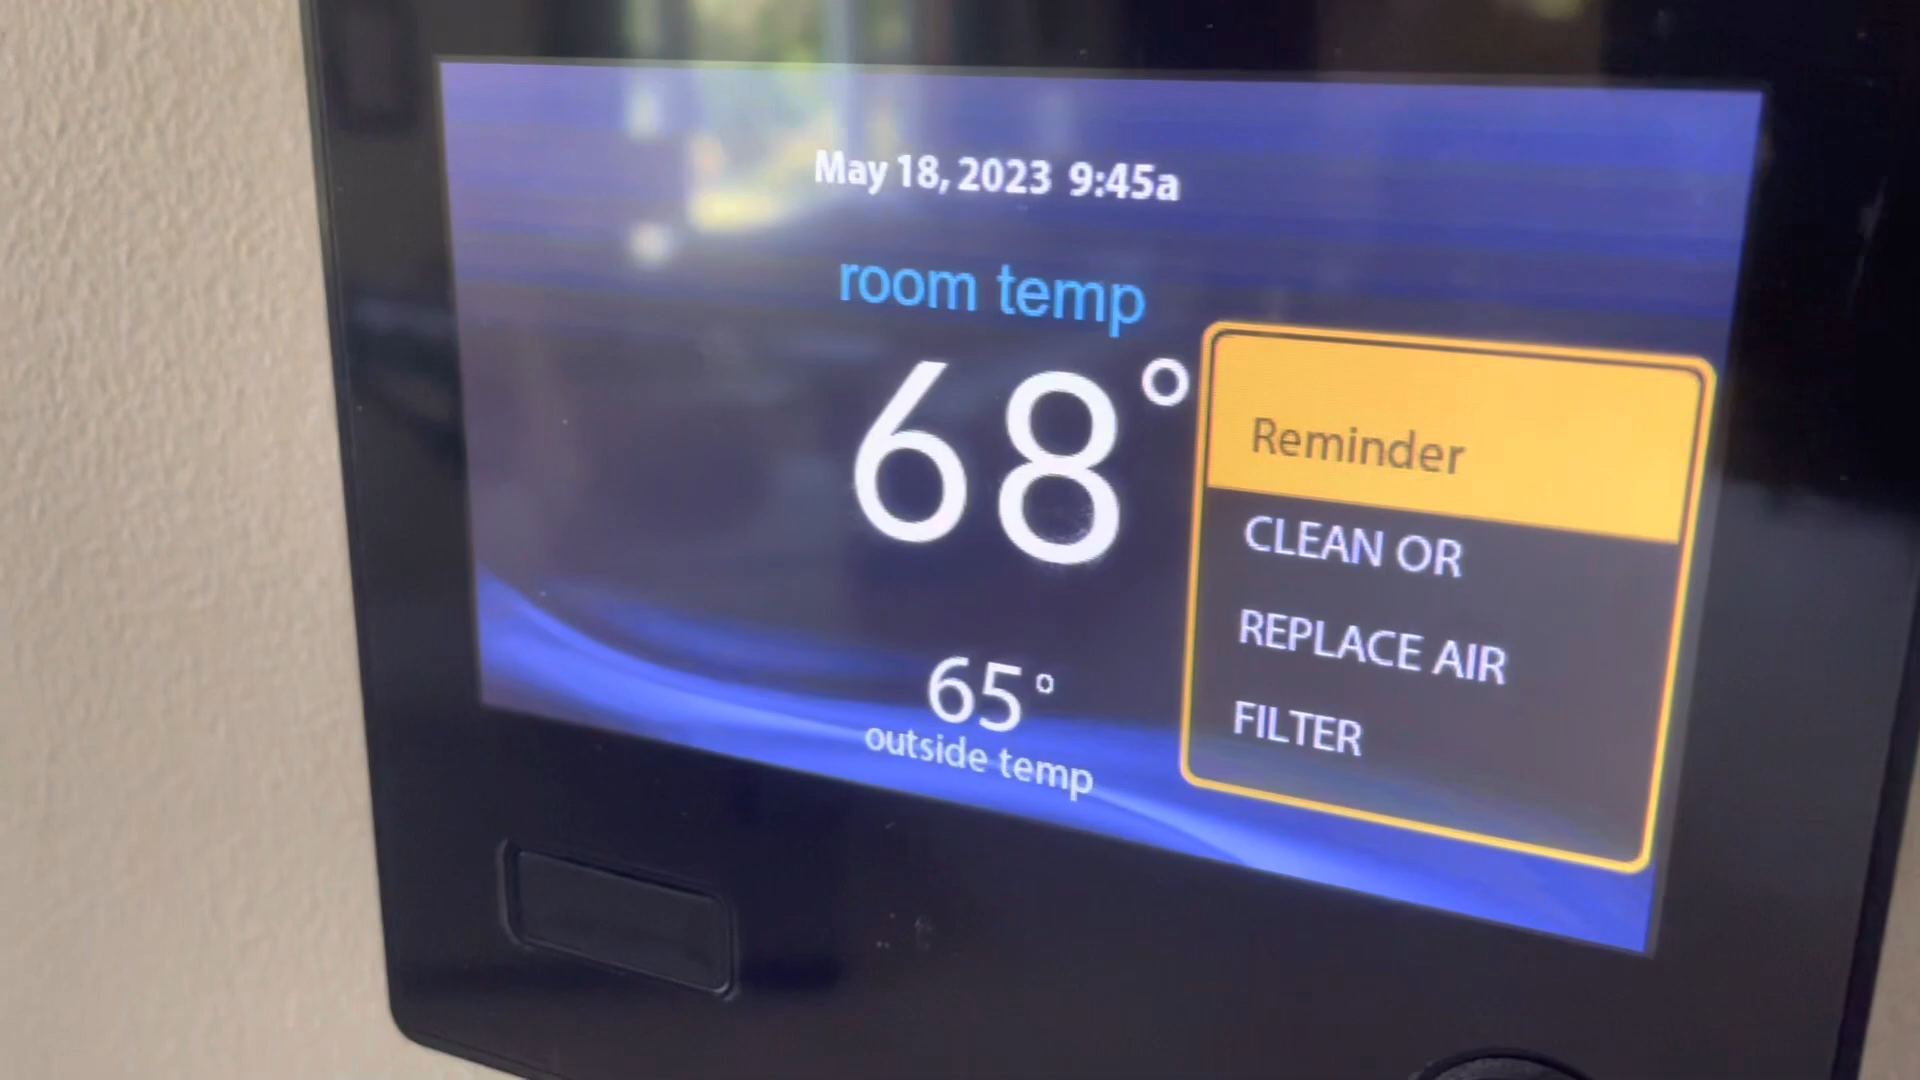 May 18, 2023 9:45a
room temp
68°
Reminder
CLEAN OR
REPLACE AIR
FILTER
65°
outside temp